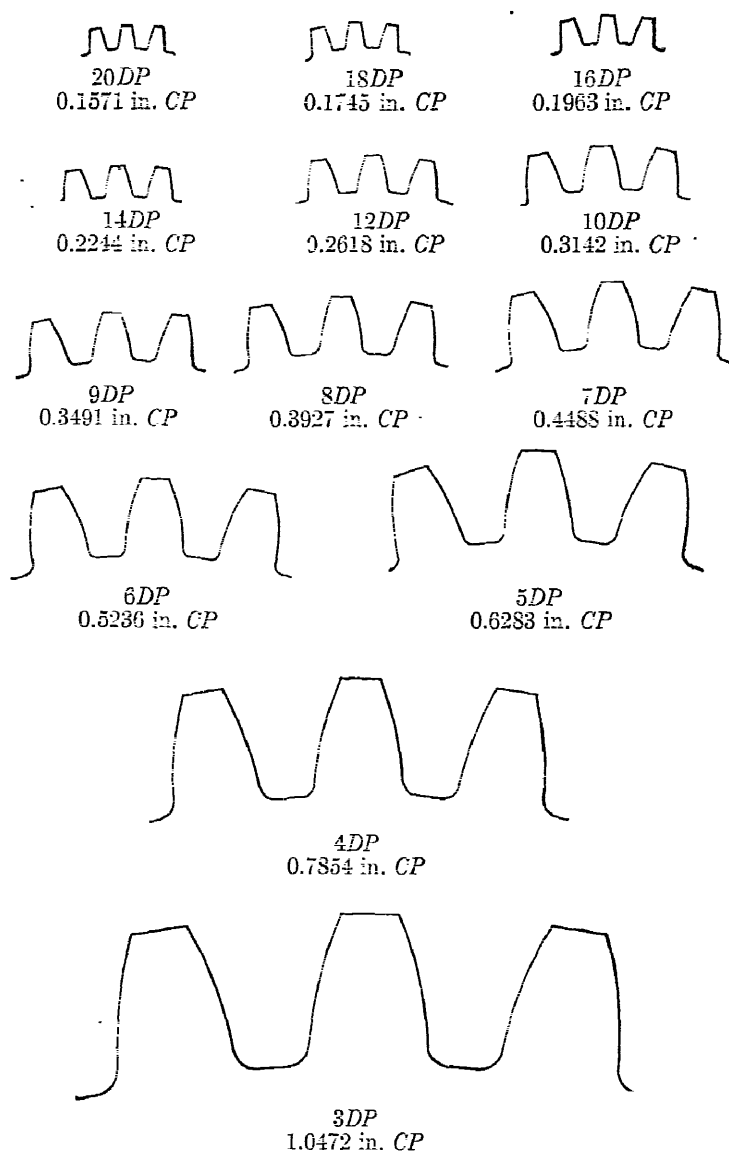 20DP
0.1571 in. CP
18DP
0.1745 in. CP
16DP
0.1963 in. CP
14DP
0.2244 in. CP
12DP
0.2618 in. CP
10DP
0.3142 in. CP
9DP
0.3491 in. CP
8DP
0.3927 in. CP
7DP
0.4488 in. CP
6DP
0.5236 in. CP
5DP
0.6283 in. CP
4DP
0.7854 in. CP
3DP
1.0472 in. CP